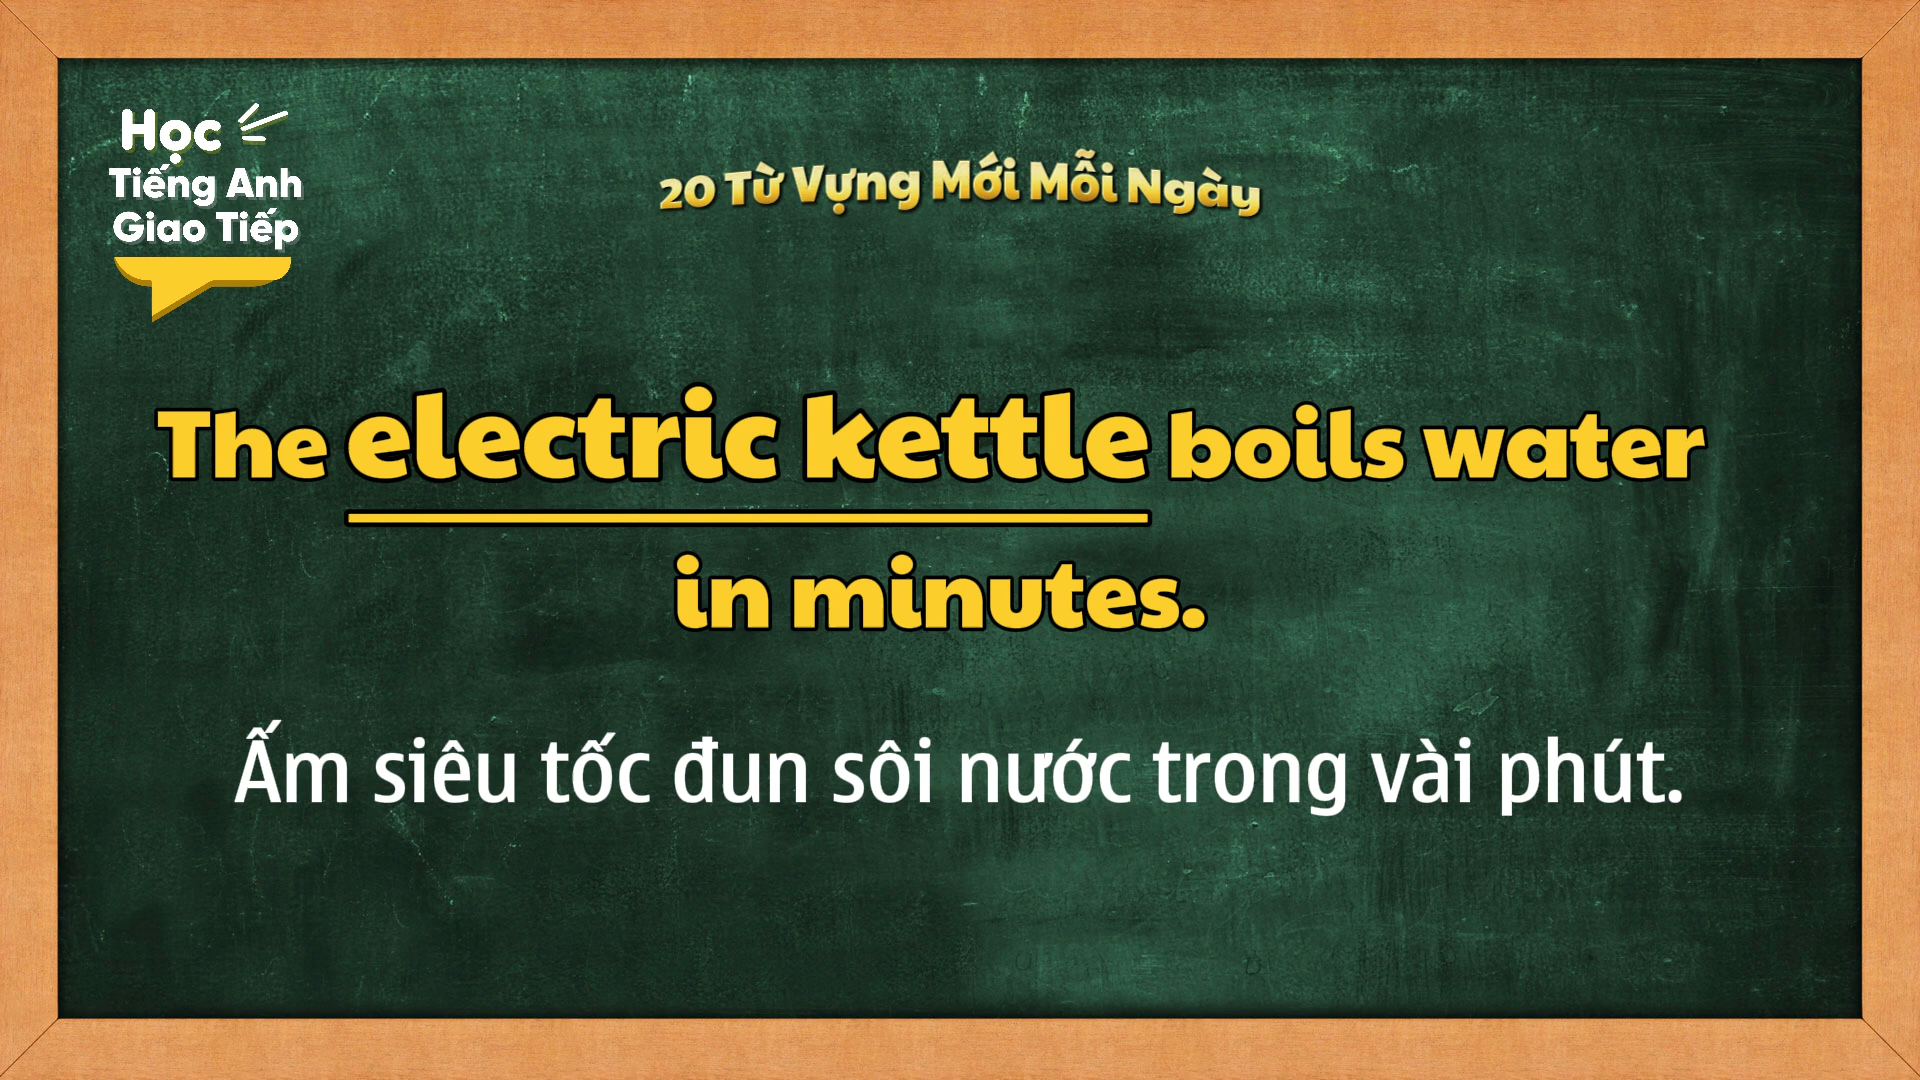 Học
Tiếng Anh
Giao Tiếp
20 Từ Vựng Mới Mỗi Ngày
The electric kettle boils water
in minutes.
Ấm siêu tốc đun sôi nước trong vài phút.